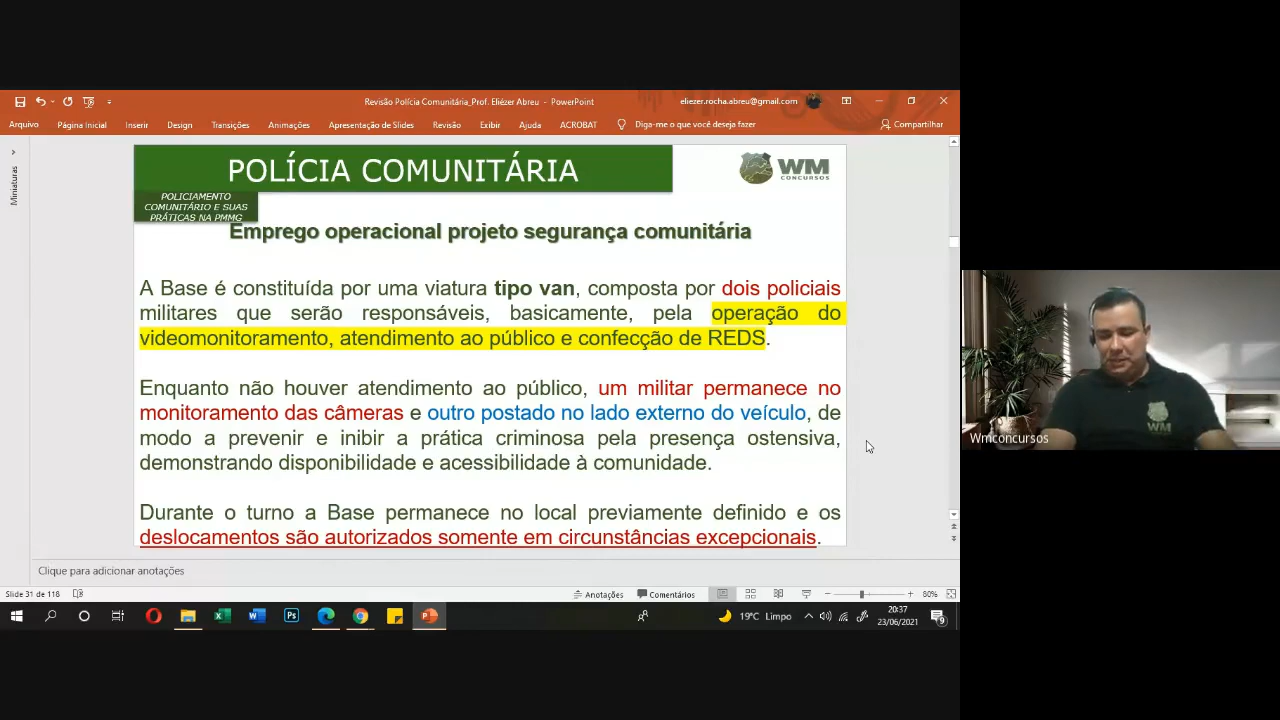 Revisão Polícia Comunitária_Prof. Eliézer Abreu - PowerPoint
eliezer.rocha.abreu@gmail.com
Arquivo Página Inicial Inserir Design Transições Animações Apresentação de Slides Revisão Exibir Ajuda ACROBAT Diga-me o que você deseja fazer Compartilhar
Miniaturas
POLÍCIA COMUNITÁRIA
WM
CONCURSOS
POLICIAMENTO
COMUNITÁRIO E SUAS
PRÁTICAS NA PMMG
Emprego operacional projeto segurança comunitária
A Base é constituída por uma viatura tipo van, composta por dois policiais
militares que serão responsáveis, basicamente, pela operação do
videomonitoramento, atendimento ao público e confecção de REDS.
Enquanto não houver atendimento ao público, um militar permanece no
monitoramento das câmeras e outro postado no lado externo do veículo, de
modo a prevenir e inibir a prática criminosa pela presença ostensiva,
demonstrando disponibilidade e acessibilidade à comunidade.
Durante o turno a Base permanece no local previamente definido e os
deslocamentos são autorizados somente em circunstâncias excepcionais.
WM
Wmconcursos
Clique para adicionar anotações
Slide 31 de 118
Anotações Comentários 80%
19°C Limpo
20:37
23/06/2021
9